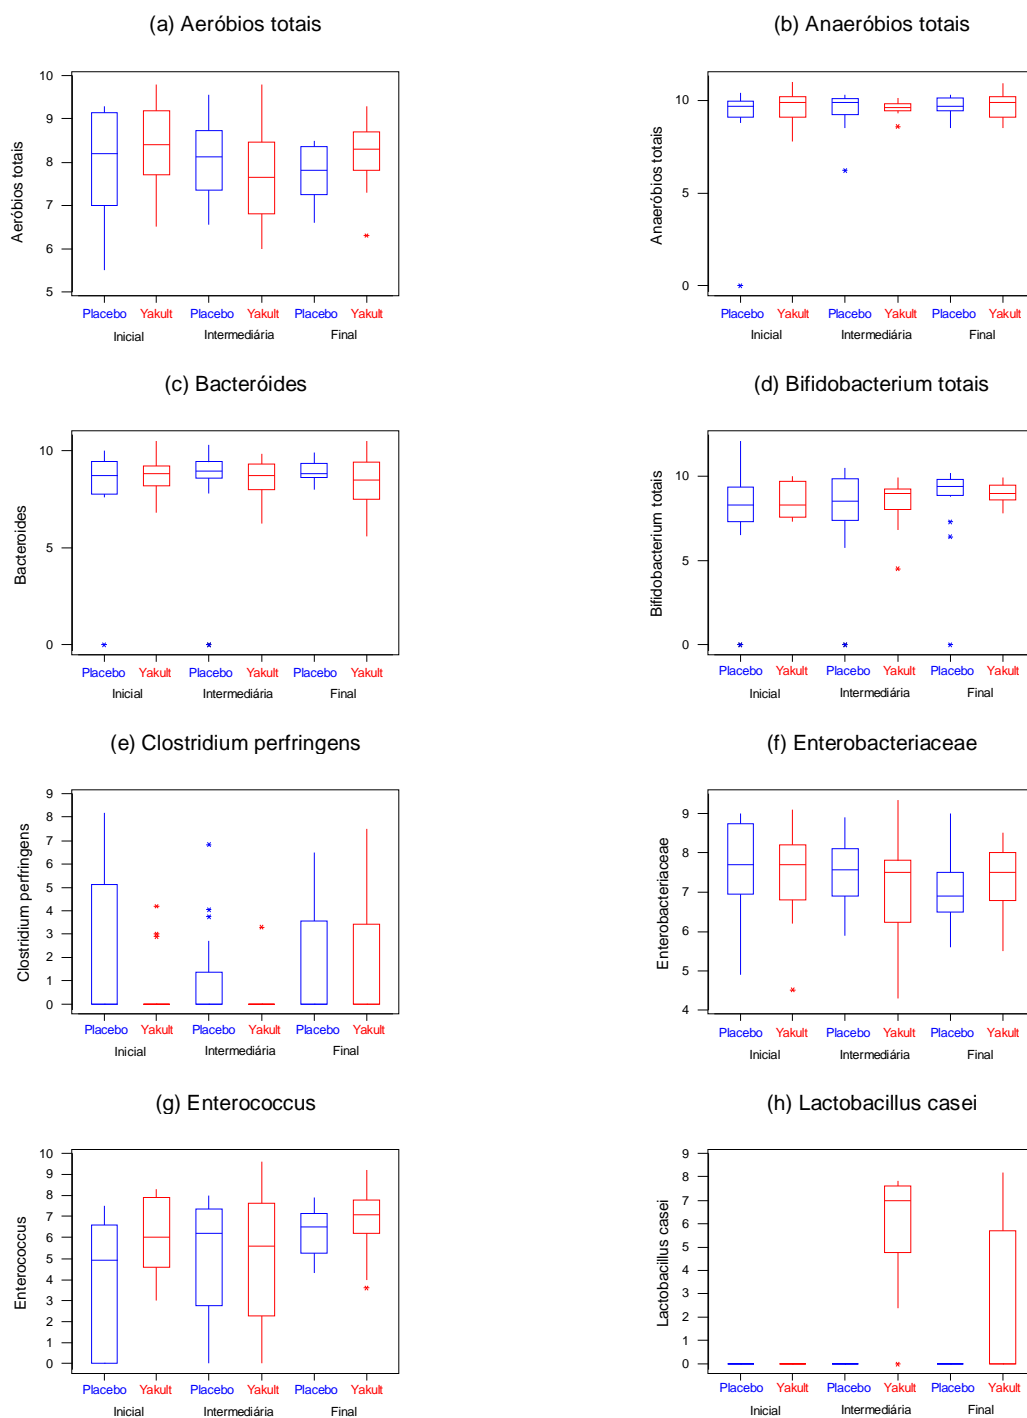 (a) Aeróbios totais
10
9
8
7
6
5
Aeróbios totais
Placebo Yakult Placebo Yakult Placebo Yakult
Inicial Intermediária Final
(b) Anaeróbios totais
10
5
0
Anaeróbios totais
Placebo Yakult Placebo Yakult Placebo Yakult
Inicial Intermediária Final
(c) Bacteróides
10
5
0
Bacteroides
Placebo Yakult Placebo Yakult Placebo Yakult
Inicial Intermediária Final
(d) Bifidobacterium totais
10
5
0
Bifidobacterium totais
Placebo Yakult Placebo Yakult Placebo Yakult
Inicial Intermediária Final
(e) Clostridium perfringens
9
8
7
6
5
4
3
2
1
0
Clostridium perfringens
Placebo Yakult Placebo Yakult Placebo Yakult
Inicial Intermediária Final
(f) Enterobacteriaceae
9
8
7
6
5
4
Enterobacteriaceae
Placebo Yakult Placebo Yakult Placebo Yakult
Inicial Intermediária Final
(g) Enterococcus
10
9
8
7
6
5
4
3
2
1
0
Enterococcus
Placebo Yakult Placebo Yakult Placebo Yakult
Inicial Intermediária Final
(h) Lactobacillus casei
9
8
7
6
5
4
3
2
1
0
Lactobacillus casei
Placebo Yakult Placebo Yakult Placebo Yakult
Inicial Intermediária Final